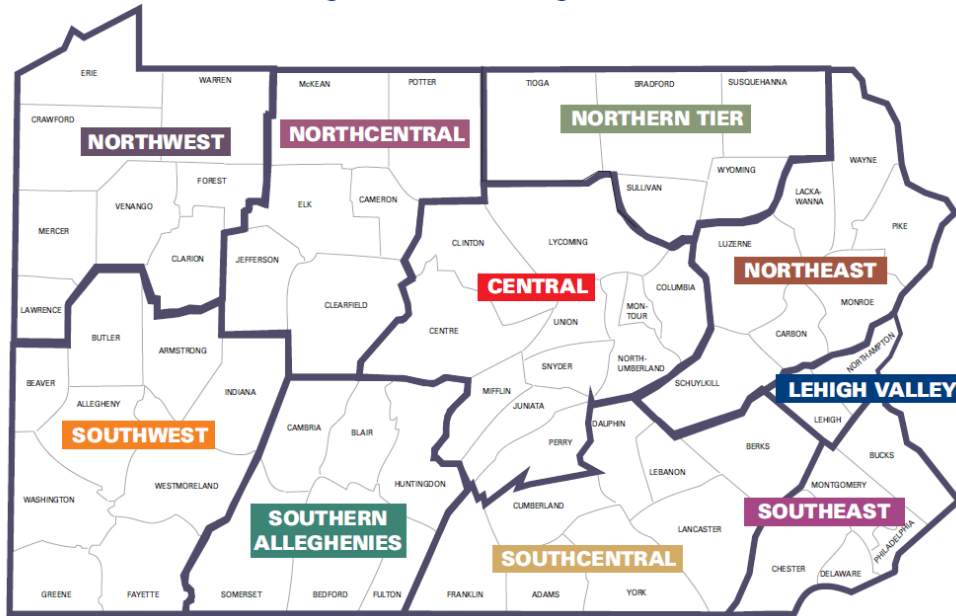 ERIE
WARREN
McKEAN
POTTER
TIOGA
BRADFORD
SUSQUEHANNA
CRAWFORD
NORTHWEST
NORTHCENTRAL
NORTHERN TIER
WAYNE
WYOMING
FOREST
SULLIVAN
LACKA-
WANNA
VENANGO
ELK
CAMERON
PIKE
MERCER
CLINTON
LYCOMING
LUZERNE
CLARION
JEFFERSON
NORTHEAST
CENTRAL
COLUMBIA
LAWRENCE
CLEARFIELD
MON-
TOUR
MONROE
BUTLER
ARMSTRONG
CENTRE
UNION
CARBON
NORTHAMPTON
SNYDER
NORTH-
UMBERLAND
BEAVER
INDIANA
MIFFLIN
SCHUYLKILL
LEHIGH VALLEY
ALLEGHENY
JUNIATA
SOUTHWEST
CAMBRIA
BLAIR
PERRY
DAUPHIN
LEHIGH
BERKS
BUCKS
LEBANON
HUNTINGDON
MONTGOMERY
WASHINGTON
WESTMORELAND
CUMBERLAND
SOUTHEAST
SOUTHERN
ALLEGHENIES
LANCASTER
PHILADELPHIA
SOUTHCENTRAL
CHESTER
DELAWARE
GREENE
FAYETTE
SOMERSET
BEDFORD
FULTON
FRANKLIN
ADAMS
YORK